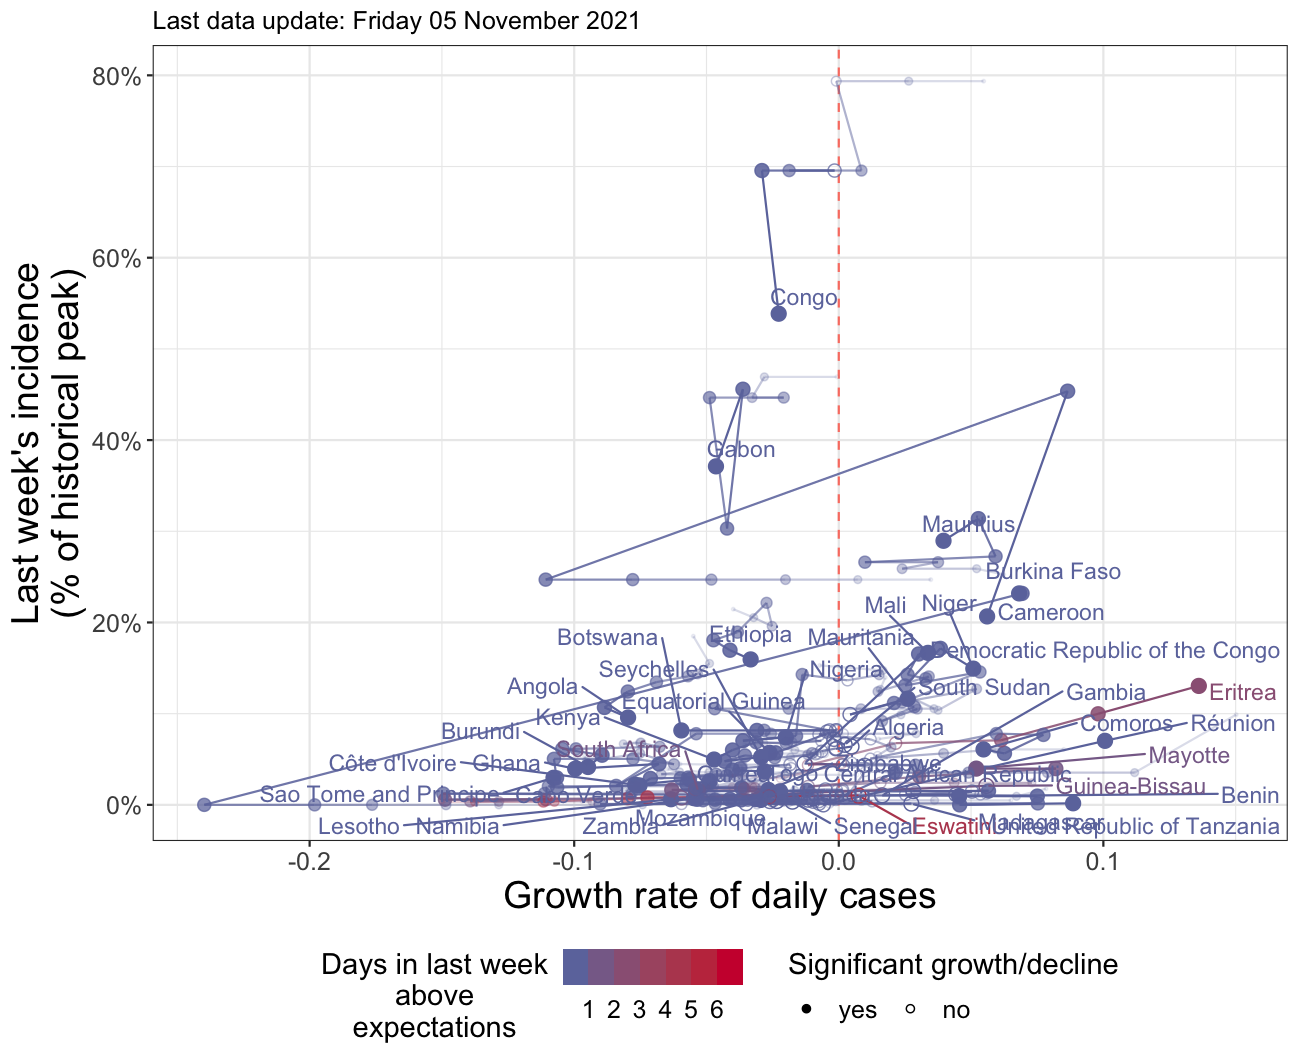 Last data update: Friday 05 November 2021
Last week's incidence
(% of historical peak)
80%
60%
40%
20%
0%
Congo
Gabon
Mauritius
Burkina Faso
Mali
Niger
Cameroon
Botswana
Ethiopia
Mauritania
Democratic Republic of the Congo
Seychelles
Nigeria
Angola
Equatorial Guinea
South Sudan
Gambia
Eritrea
Kenya
Burundi
Algeria
Comoros
Réunion
South Africa
Mayotte
Côte d'Ivoire
Ghana
Zimbabwe
Togo
Central African Republic
Guinea-Bissau
Sao Tome and Principe
Cabo Verde
Benin
Lesotho
Namibia
Zambia
Mozambique
Malawi
Senegal
Eswatini
Madagascar
United Republic of Tanzania
-0.2
-0.1
0.0
0.1
Growth rate of daily cases
Days in last week
above
expectations
1 2 3 4 5 6
Significant growth/decline
yes
no